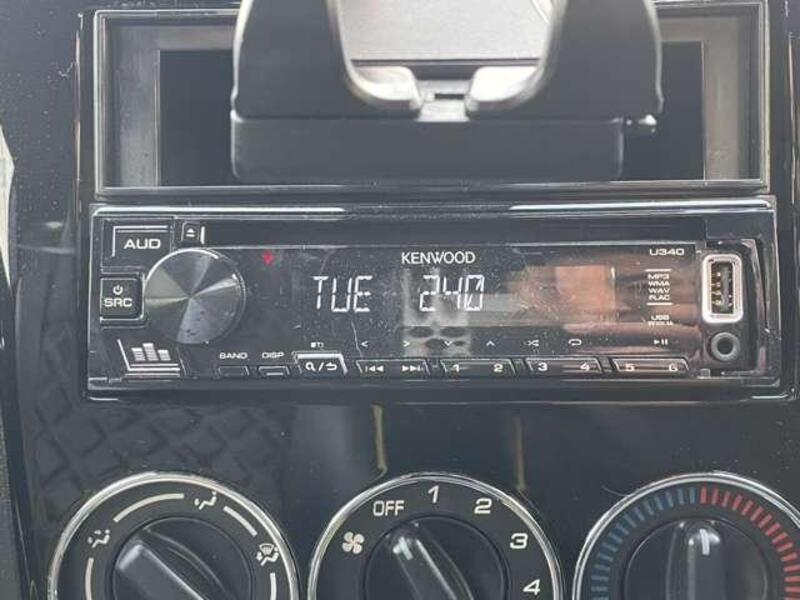 AUD
KENWOOD
U340
SRC
TUE 240
MP3
WMA
WAV
FLAC
USB
BAND DISP
1 2 3 4 5 6
OFF 1 2 3 4